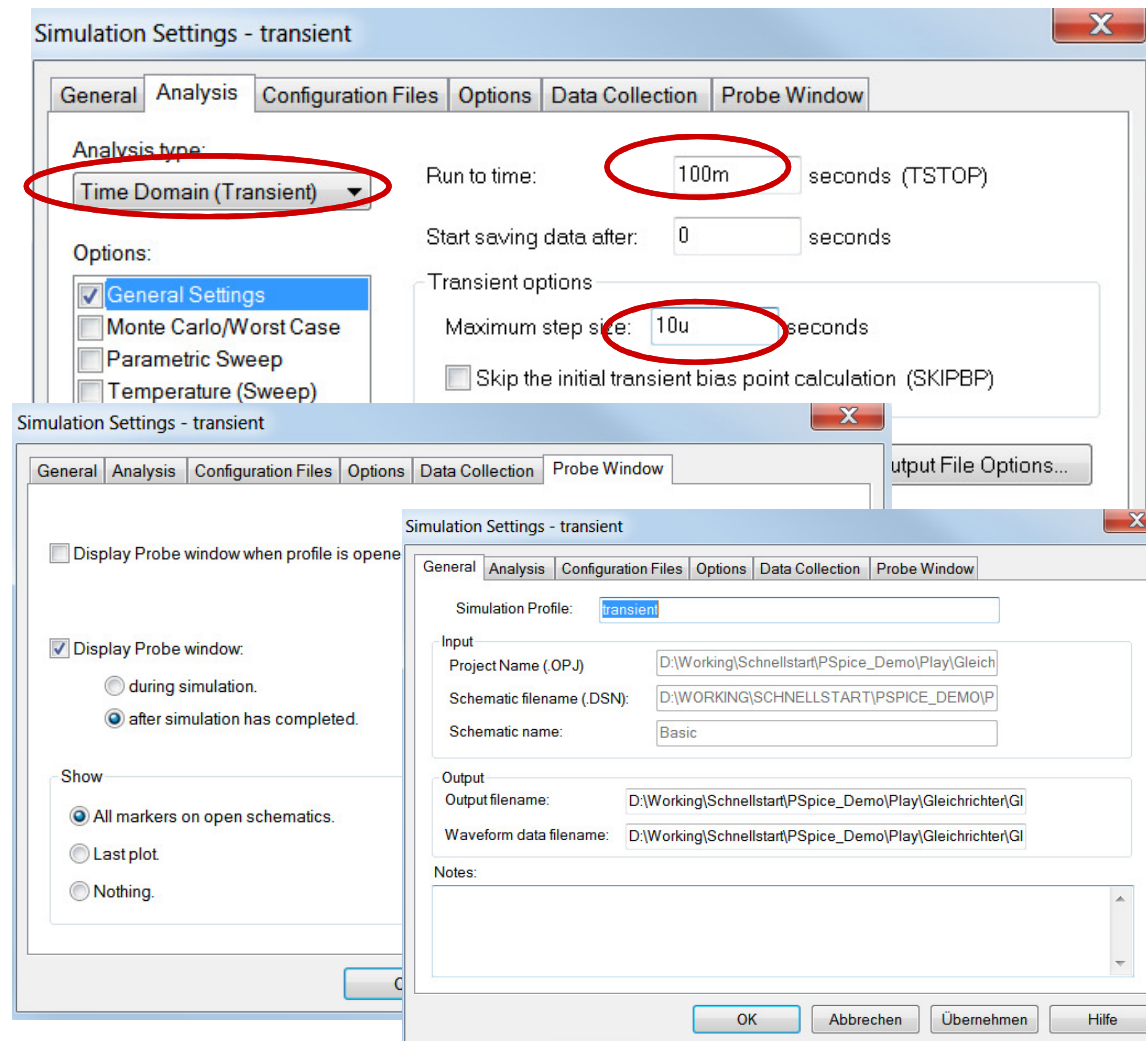 Simulation Settings - transient
General Analysis Configuration Files Options Data Collection Probe Window
Analysis type:
Time Domain (Transient)
Run to time: 100m seconds (TSTOP)
Start saving data after: 0 seconds
Options:
General Settings
Monte Carlo/Worst Case
Parametric Sweep
Temperature (Sweep)
Transient options
Maximum step size: 10u seconds
Skip the initial transient bias point calculation (SKIPBP)
utput File Options...
Simulation Settings - transient
General Analysis Configuration Files Options Data Collection Probe Window
Display Probe window when profile is opene
Display Probe window:
during simulation.
after simulation has completed.
Show
All markers on open schematics.
Last plot.
Nothing.
Simulation Settings - transient
General Analysis Configuration Files Options Data Collection Probe Window
Simulation Profile: transient
Input
Project Name (.OPJ) D:\Working\Schnellstart\PSpice_Demo\Play\Gleich
Schematic filename (.DSN): D:\WORKING\SCHNELLSTART\PSPICE_DEMO\P
Schematic name: Basic
Output
Output filename: D:\Working\Schnellstart\PSpice_Demo\Play\Gleichrichter\Gl
Waveform data filename: D:\Working\Schnellstart\PSpice_Demo\Play\Gleichrichter\Gl
Notes:
OK Abbrechen Übernehmen Hilfe